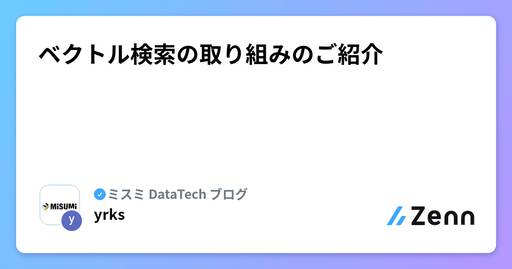 ベクトル検索の取り組みのご紹介
MiSUMi
y
ミスミ DataTech ブログ
yrks
Zenn